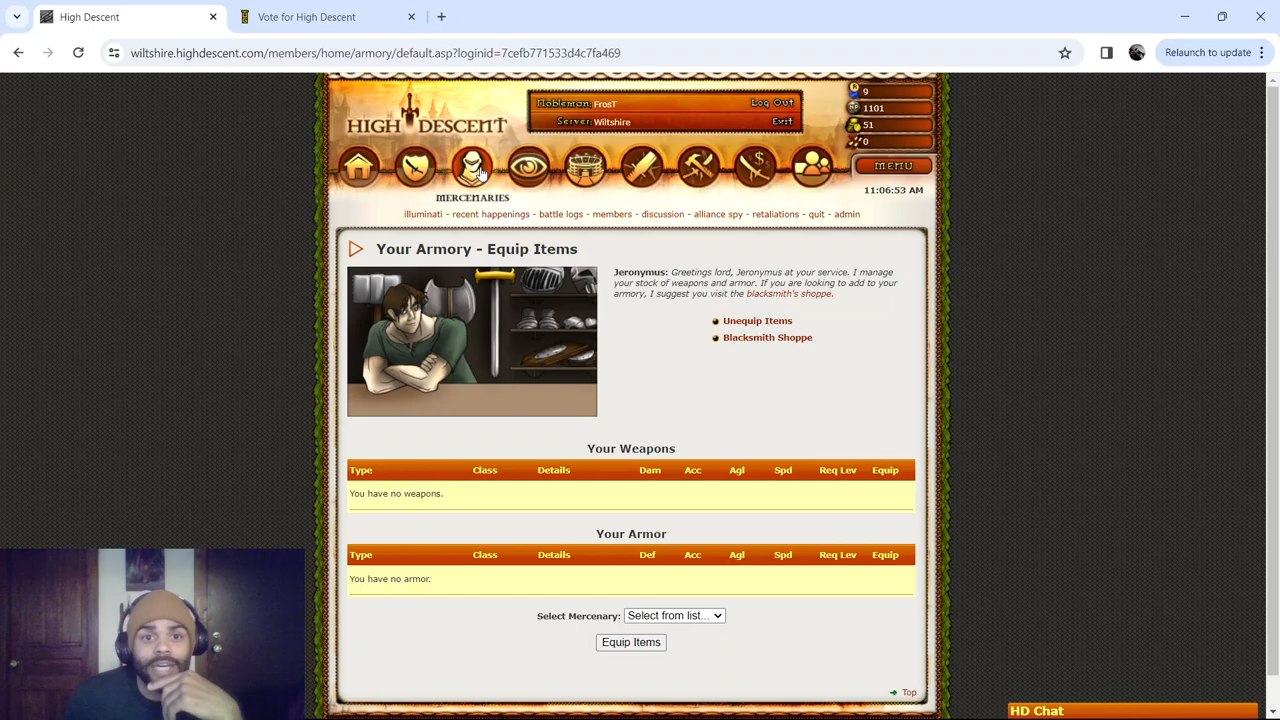 High Descent
Vote for High Descent
wiltshire.highdescent.com/members/home/armory/default.asp?loginid=7cefb771533d4c7fa469
Relaunch to update
HIGH DESCENT
Nobleman: FrosT
Log Out
Server: Wiltshire
Exit
9
1101
51
0
MENU
MERCENARIES
11:06:53 AM
illuminati - recent happenings - battle logs - members - discussion - alliance spy - retaliations - quit - admin
Your Armory - Equip Items
Jeronymus: Greetings lord, Jeronymus at your service. I manage
your stock of weapons and armor. If you are looking to add to your
armory, I suggest you visit the blacksmith's shoppe.
Unequip Items
Blacksmith Shoppe
Your Weapons
Type Class Details Dam Acc Agl Spd Req Lev Equip
You have no weapons.
Your Armor
Type Class Details Def Acc Agl Spd Req Lev Equip
You have no armor.
Select Mercenary: Select from list...
Equip Items
Top
HD Chat